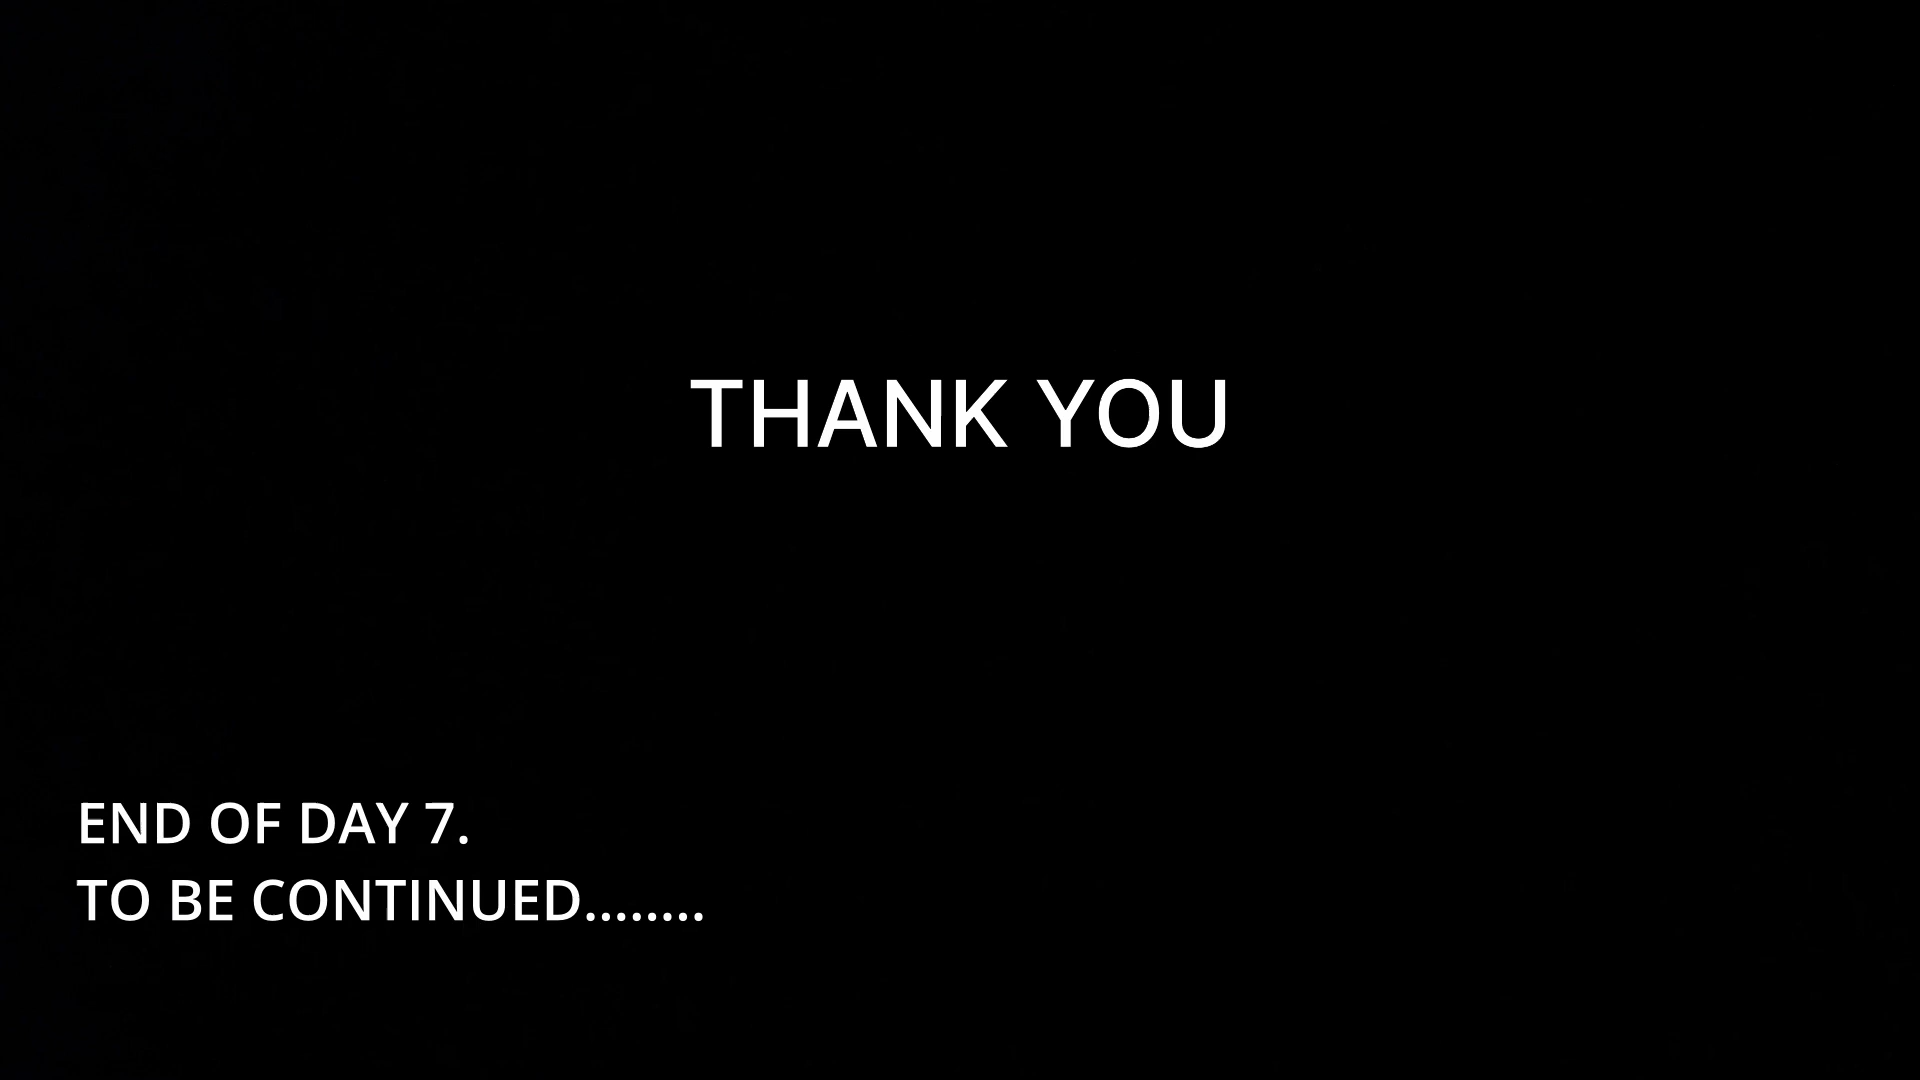 THANK YOU
END OF DAY 7.
TO BE CONTINUED........